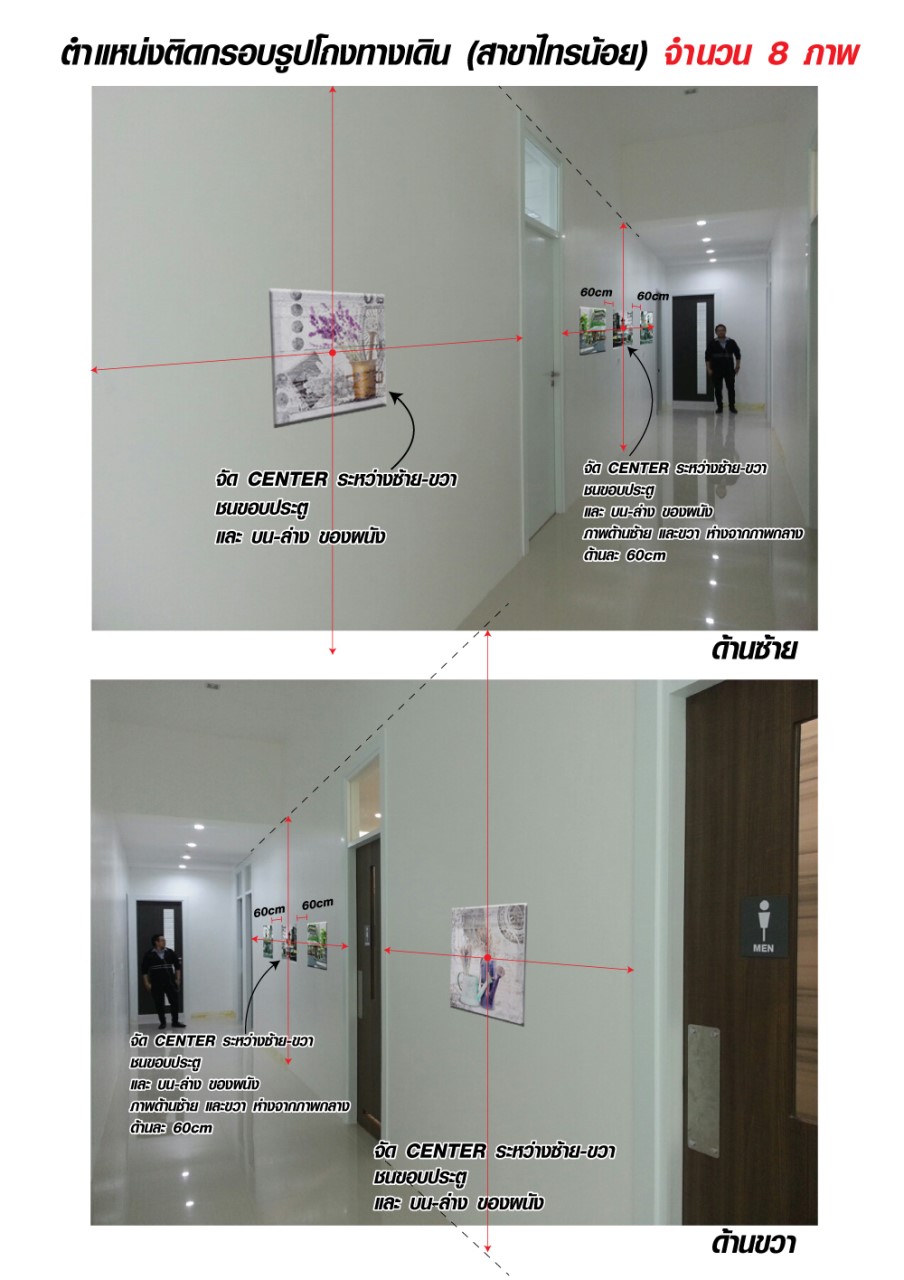 ตำแหน่งติดกรอบรูปโถงทางเดิน (สาขาไทรน้อย) จำนวน 8 ภาพ
60cm
60cm
จัด CENTER ระหว่างซ้าย-ขวา
ชนขอบประตู
และ บน-ล่าง ของผนัง
จัด CENTER ระหว่างซ้าย-ขวา
ชนขอบประตู
และ บน-ล่าง ของผนัง
ภาพด้านซ้าย และขวา ห่างจากภาพกลาง
ด้านละ 60cm
ด้านซ้าย
60cm
60cm
MEN
จัด CENTER ระหว่างซ้าย-ขวา
ชนขอบประตู
และ บน-ล่าง ของผนัง
ภาพด้านซ้าย และขวา ห่างจากภาพกลาง
ด้านละ 60cm
จัด CENTER ระหว่างซ้าย-ขวา
ชนขอบประตู
และ บน-ล่าง ของผนัง
ด้านขวา